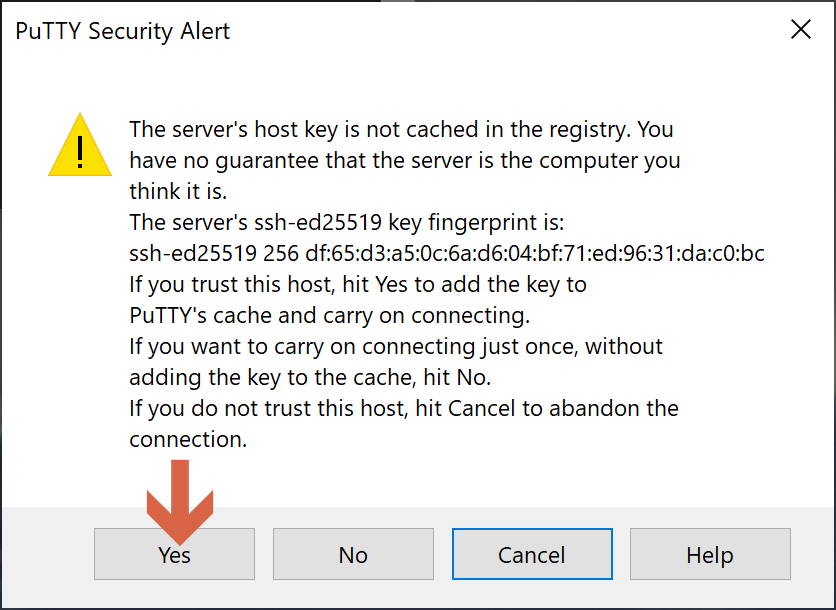 PuTTY Security Alert
The server's host key is not cached in the registry. You
have no guarantee that the server is the computer you
think it is.
The server's ssh-ed25519 key fingerprint is:
ssh-ed25519 256 df:65:d3:a5:0c:6a:d6:04:bf:71:ed:96:31:da:c0:bc
If you trust this host, hit Yes to add the key to
PuTTY's cache and carry on connecting.
If you want to carry on connecting just once, without
adding the key to the cache, hit No.
If you do not trust this host, hit Cancel to abandon the
connection.
Yes No Cancel Help